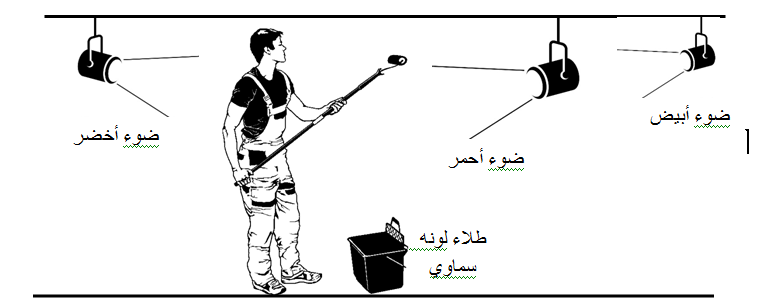 ضوء أبيض
ضوء أخضر
ضوء أحمر
طلاء لونه
سماوي